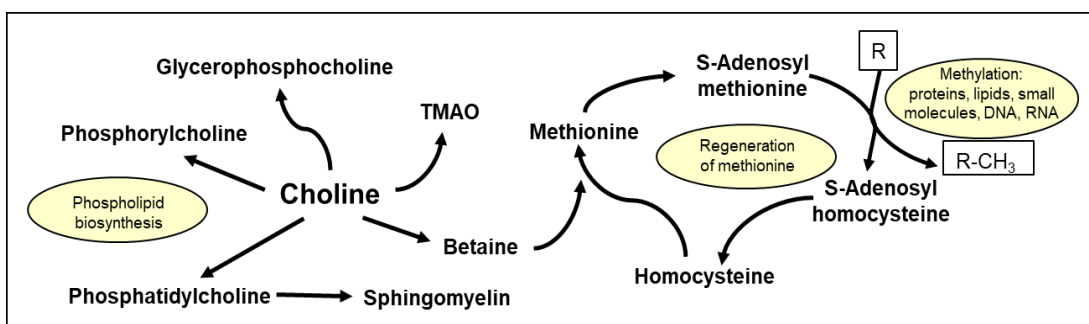 Glycerophosphocholine
Phosphorylcholine
TMAO
Choline
Phospholipid
biosynthesis
Betaine
Phosphatidylcholine
Sphingomyelin
Methionine
S-Adenosyl
methionine
R
Methylation:
proteins, lipids, small
molecules, DNA, RNA
Regeneration
of methionine
R-CH₃
S-Adenosyl
homocysteine
Homocysteine